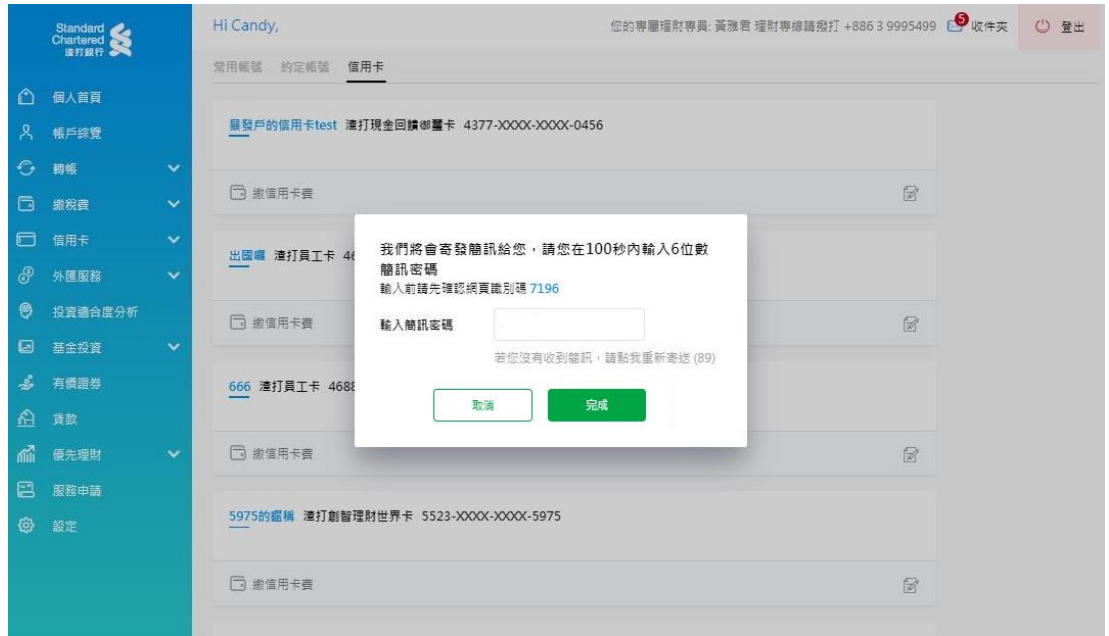 Standard
Chartered
渣打銀行
Hi Candy,
您的專屬理財專員: 黃雅君 理財專線請撥打 +886 3 9995499
5
收件夾
登出
常用帳號 約定帳號 信用卡
個人首頁
帳戶綜覽
轉帳
繳稅費
信用卡
外匯服務
投資適合度分析
基金投資
有價證券
貸款
優先理財
服務申請
設定
暴發戶的信用卡test 渣打現金回饋御璽卡 4377-XXXX-XXXX-0456
繳信用卡費
出國囉 渣打員工卡 46
繳信用卡費
666 渣打員工卡 4688
繳信用卡費
5975的暱稱 渣打創智理財世界卡 5523-XXXX-XXXX-5975
繳信用卡費
我們將會寄發簡訊給您，請您在100秒內輸入6位數
簡訊密碼
輸入前請先確認網頁識別碼 7196
輸入簡訊密碼
若您沒有收到簡訊，請點我重新寄送 (89)
取消
完成